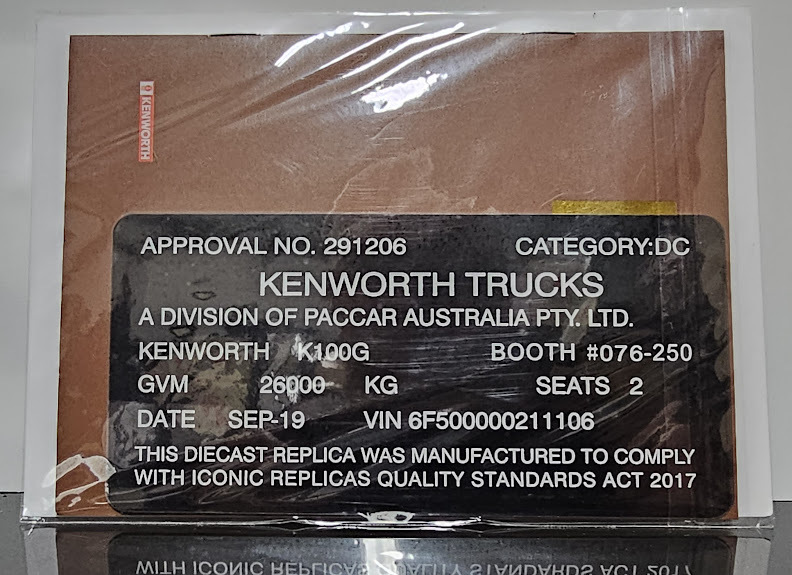 KENWORTH
APPROVAL NO. 291206 CATEGORY:DC
KENWORTH TRUCKS
A DIVISION OF PACCAR AUSTRALIA PTY. LTD.
KENWORTH K100G BOOTH #076-250
GVM 26000 KG SEATS 2
DATE SEP-19 VIN 6F500000211106
THIS DIECAST REPLICA WAS MANUFACTURED TO COMPLY
WITH ICONIC REPLICAS QUALITY STANDARDS ACT 2017